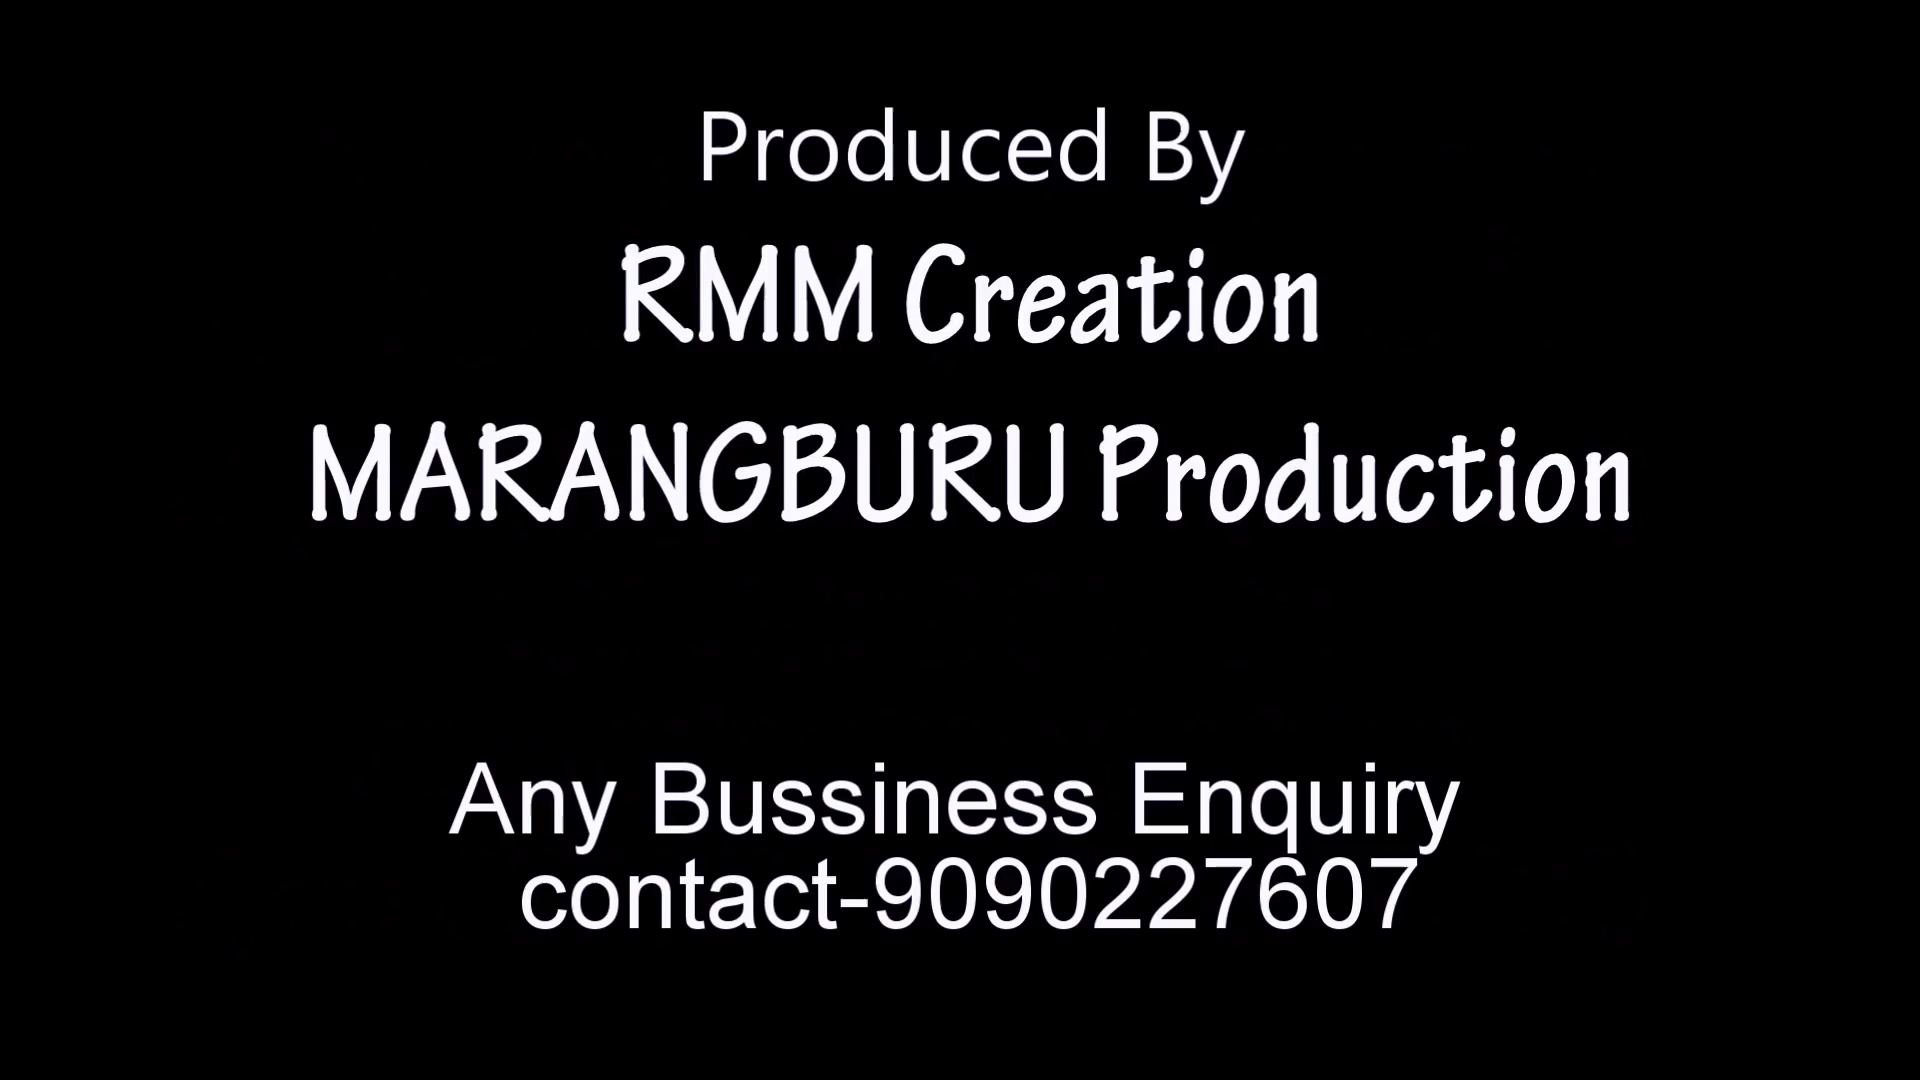 Produced By
RMM Creation
MARANGBURU Production
Any Bussiness Enquiry
contact-9090227607